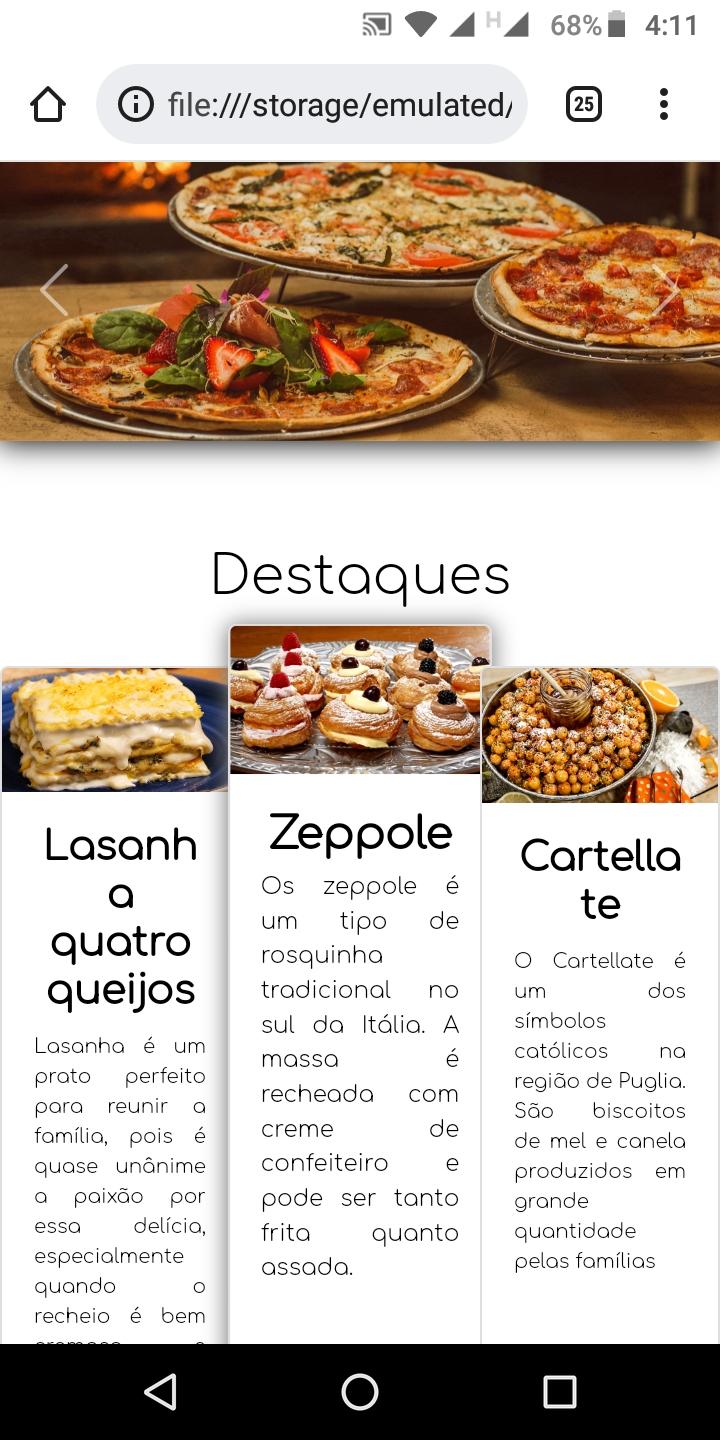 H 68% 4:11
file:///storage/emulated/
25
Destaques
Lasanh
a
quatro
queijos
Lasanha é um
prato perfeito
para reunir a
família, pois é
quase unânime
a paixão por
essa delícia,
especialmente
quando o
recheio é bem
Zeppole
Os zeppole é
um tipo de
rosquinha
tradicional no
sul da Itália. A
massa é
recheada com
creme de
confeiteiro e
pode ser tanto
frita quanto
assada.
Cartella
te
O Cartellate é
um dos
símbolos
católicos na
região de Puglia.
São biscoitos
de mel e canela
produzidos em
grande
quantidade
pelas famílias